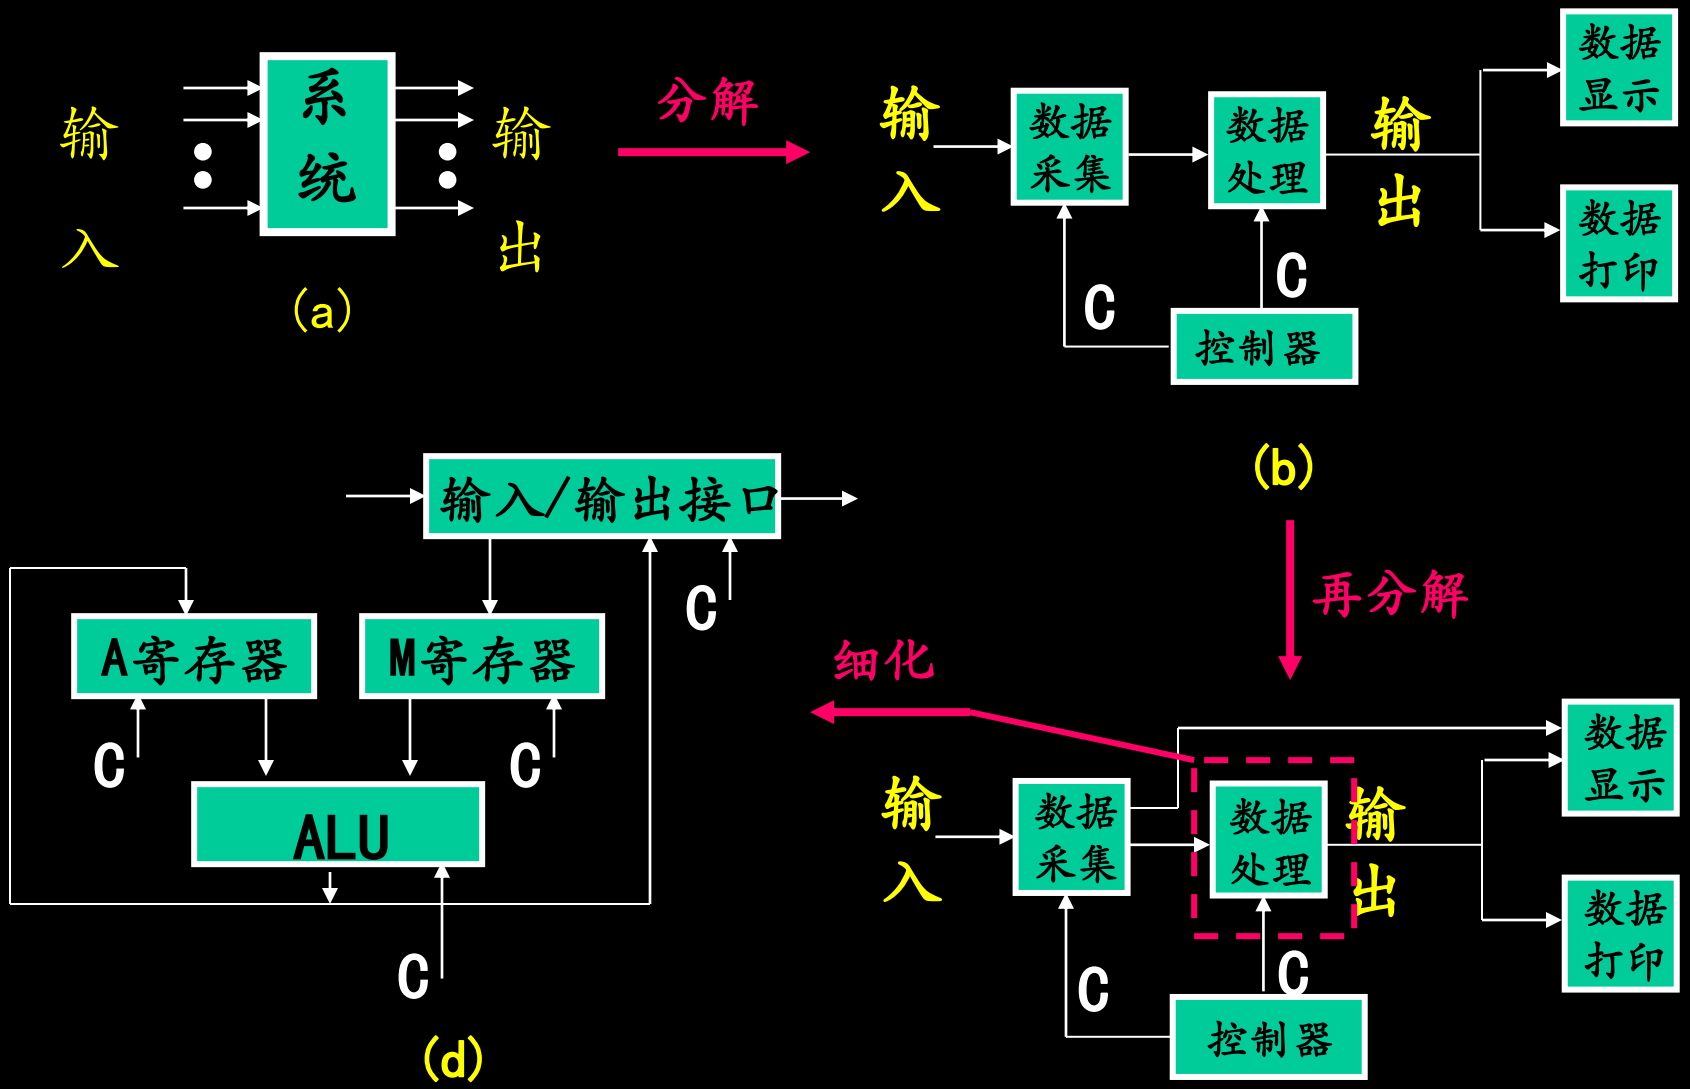 输
入
系
统
输
出
(a)
分解
输
入
数据
采集
数据
处理
输
出
数据
显示
数据
打印
C
C
控制器
(b)
再分解
输
入
数据
采集
数据
处理
输
出
数据
显示
数据
打印
C
C
控制器
细化
输入/输出接口
C
A寄存器
M寄存器
C
C
ALU
C
(d)